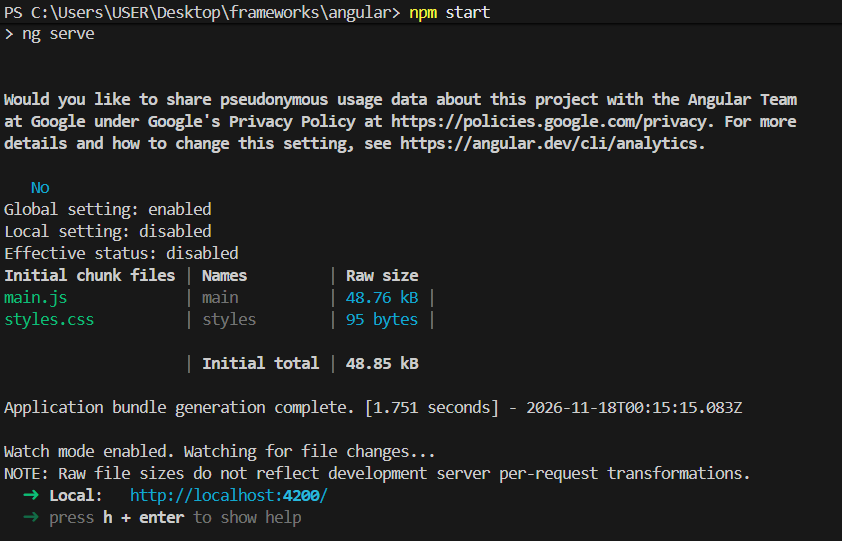 PS C:\Users\USER\Desktop\frameworks\angular> npm start
> ng serve
Would you like to share pseudonymous usage data about this project with the Angular Team
at Google under Google's Privacy Policy at https://policies.google.com/privacy. For more
details and how to change this setting, see https://angular.dev/cli/analytics.
No
Global setting: enabled
Local setting: disabled
Effective status: disabled
Initial chunk files | Names | Raw size
main.js | main | 48.76 kB |
styles.css | styles | 95 bytes |
| Initial total | 48.85 kB
Application bundle generation complete. [1.751 seconds] - 2026-11-18T00:15:15.083Z
Watch mode enabled. Watching for file changes...
NOTE: Raw file sizes do not reflect development server per-request transformations.
➜ Local: http://localhost:4200/
➜ press h + enter to show help